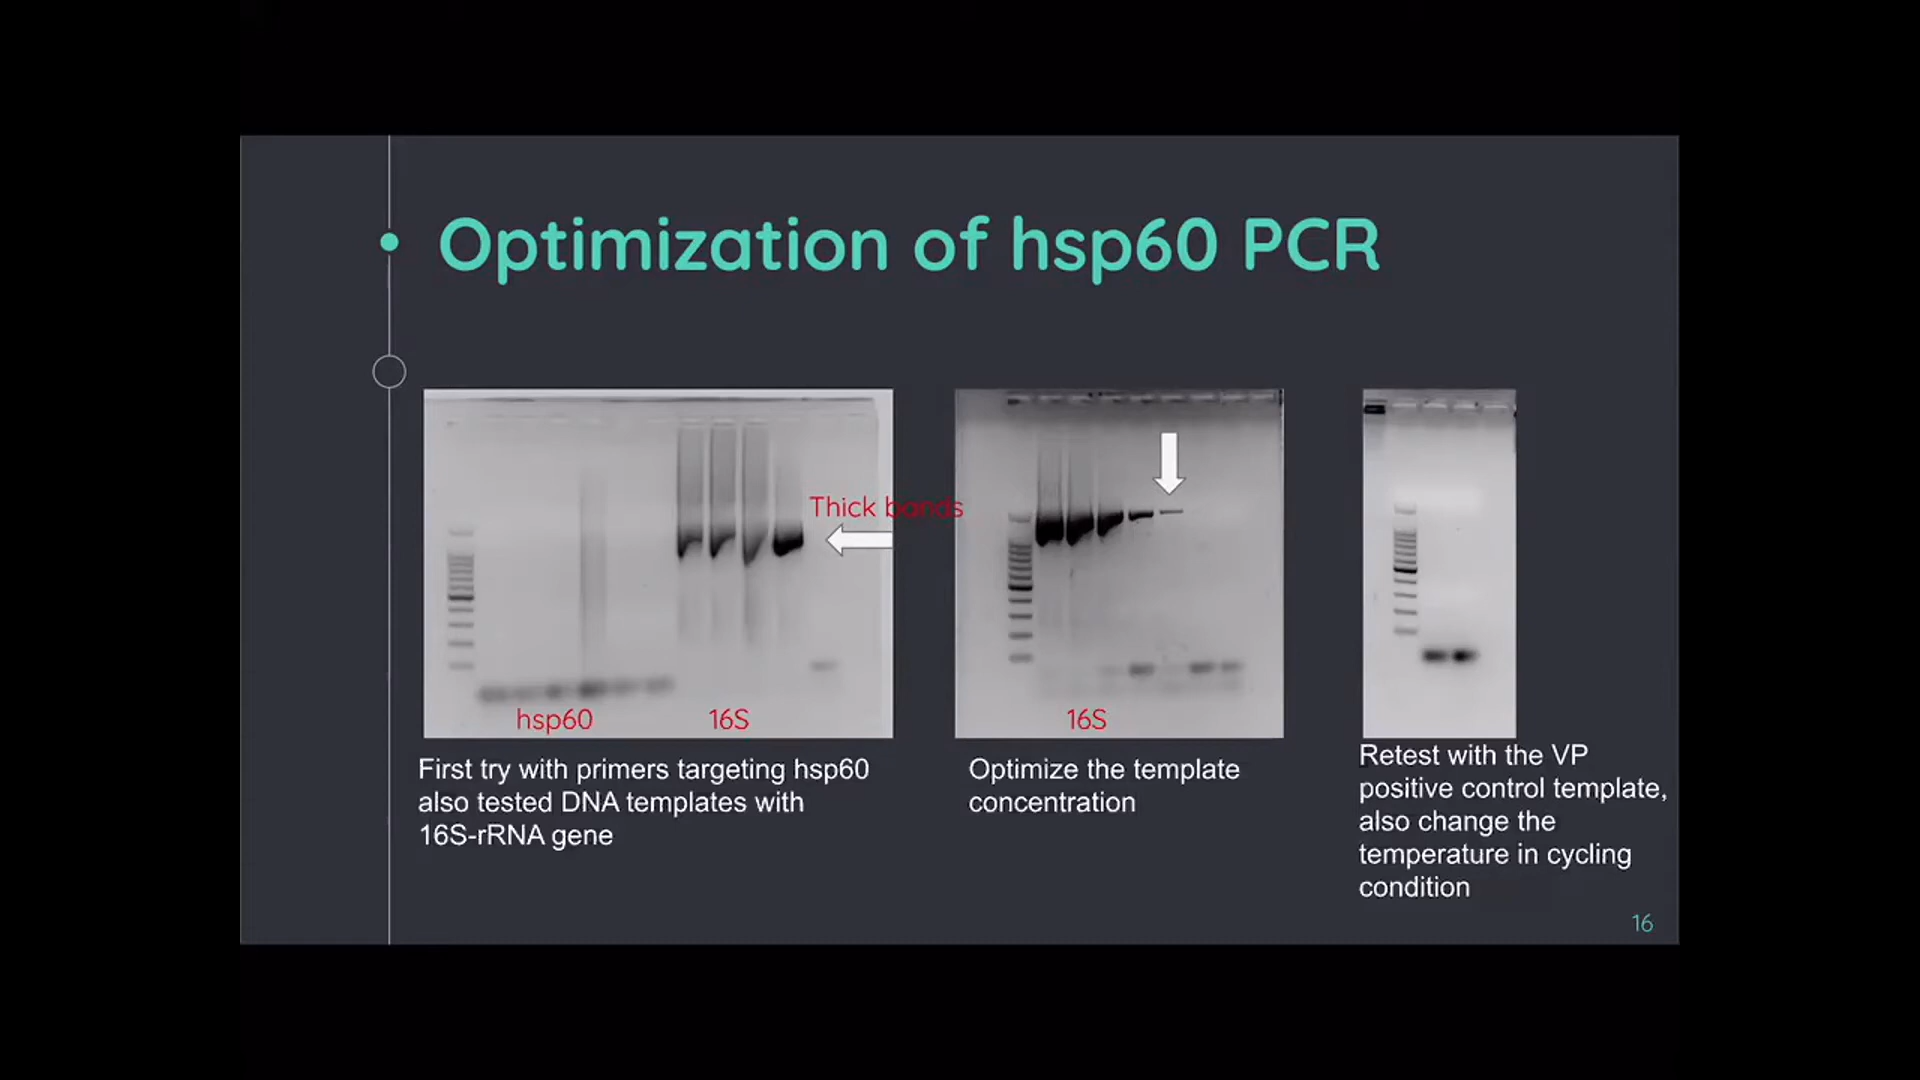 Optimization of hsp60 PCR
Thick bands
hsp60
16S
16S
First try with primers targeting hsp60
also tested DNA templates with
16S-rRNA gene
Optimize the template
concentration
Retest with the VP
positive control template,
also change the
temperature in cycling
condition
16